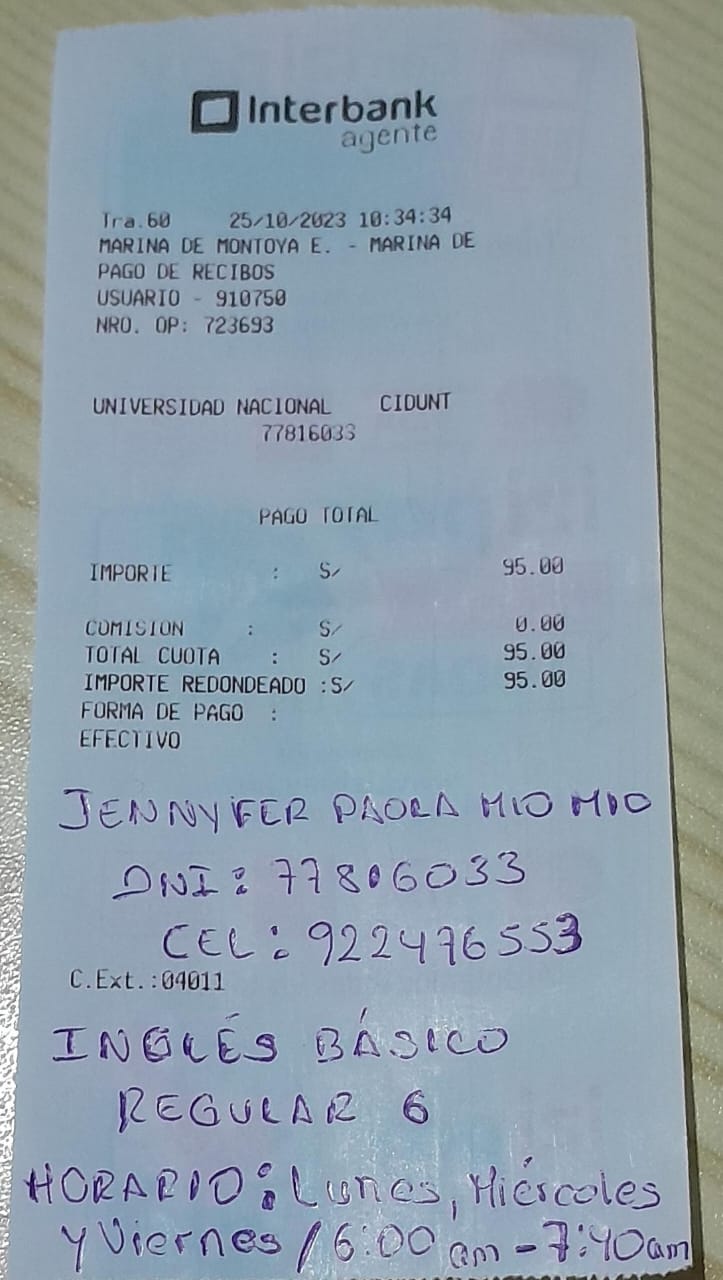 Interbank
agente
Tra.60 25/10/2023 10:34:34
MARINA DE MONTOYA E. - MARINA DE
PAGO DE RECIBOS
USUARIO - 910750
NRO. OP: 723693
UNIVERSIDAD NACIONAL CIDUNT
77816033
PAGO TOTAL
IMPORTE : S/ 95.00
COMISION : S/ 0.00
TOTAL CUOTA : S/ 95.00
IMPORTE REDONDEADO :S/ 95.00
FORMA DE PAGO :
EFECTIVO
JENNYFER PAOLA MIO MIO
DNI: 77806033
CEL: 922476553
C.Ext.:04011
INGLÉS BÁSICO
REGULAR 6
HORARIO: Lunes, Miércoles
y Viernes / 6:00 am - 7:40am